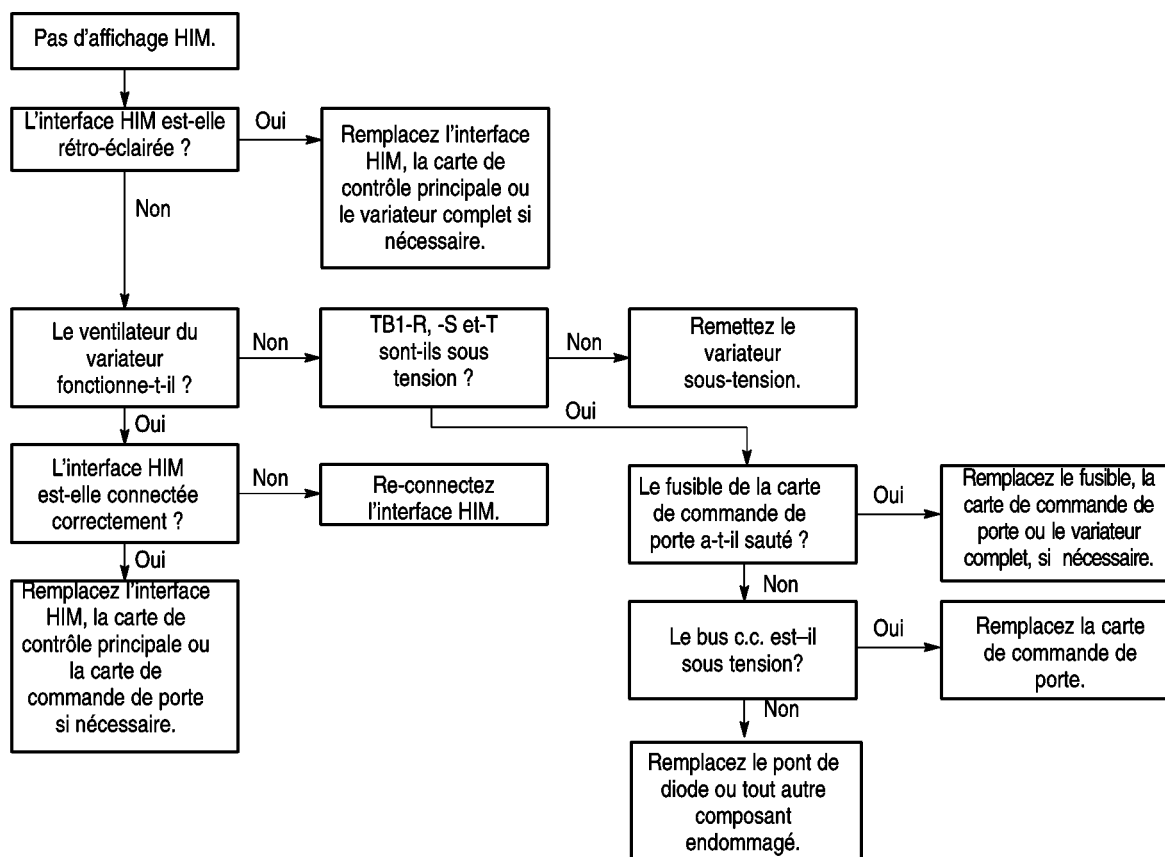 Pas d'affichage HIM.
L'interface HIM est-elle
rétro-éclairée ?
Oui
Remplacez l'interface
HIM, la carte de
contrôle principale ou
le variateur complet si
nécessaire.
Non
Le ventilateur du
variateur
fonctionne-t-il ?
Non
TB1-R, -S et-T
sont-ils sous
tension ?
Non
Remettez le
variateur
sous-tension.
Oui
Oui
L'interface HIM
est-elle connectée
correctement ?
Non
Re-connectez
l'interface HIM.
Le fusible de la carte
de commande de
porte a-t-il sauté ?
Oui
Remplacez le fusible, la
carte de commande de
porte ou le variateur
complet, si nécessaire.
Oui
Remplacez l'interface
HIM, la carte de
contrôle principale ou
la carte de
commande de porte
si nécessaire.
Non
Le bus c.c. est–il
sous tension?
Oui
Remplacez la carte
de commande de
porte.
Non
Remplacez le pont de
diode ou tout autre
composant
endommagé.